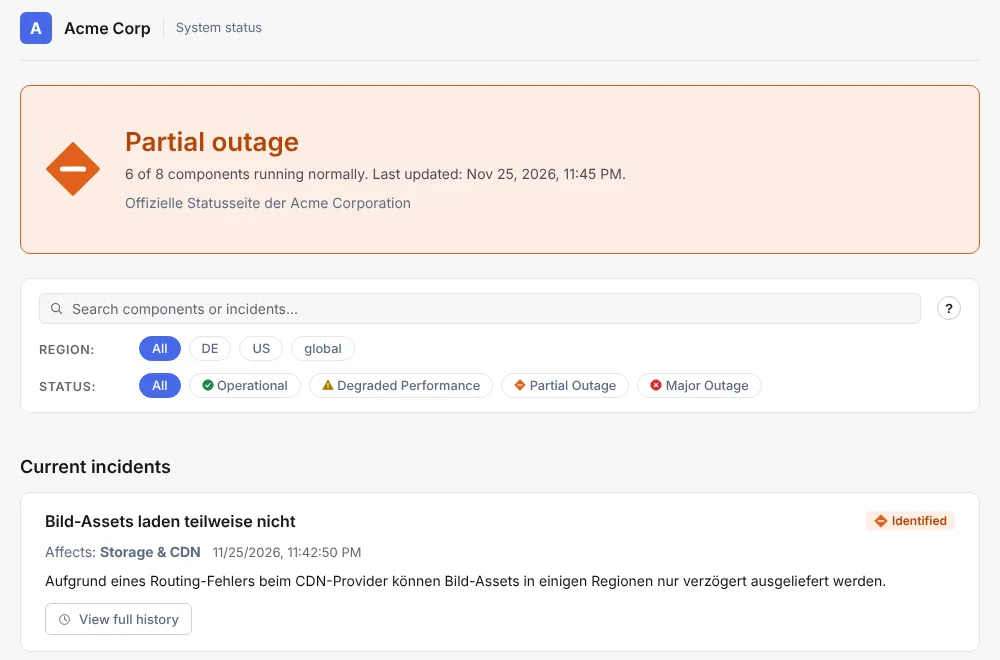 A Acme Corp System status
Partial outage
6 of 8 components running normally. Last updated: Nov 25, 2026, 11:45 PM.
Offizielle Statusseite der Acme Corporation
Search components or incidents...
?
REGION: All DE US global
STATUS: All Operational Degraded Performance Partial Outage Major Outage
Current incidents
Bild-Assets laden teilweise nicht Identified
Affects: Storage & CDN 11/25/2026, 11:42:50 PM
Aufgrund eines Routing-Fehlers beim CDN-Provider können Bild-Assets in einigen Regionen nur verzögert ausgeliefert werden.
View full history